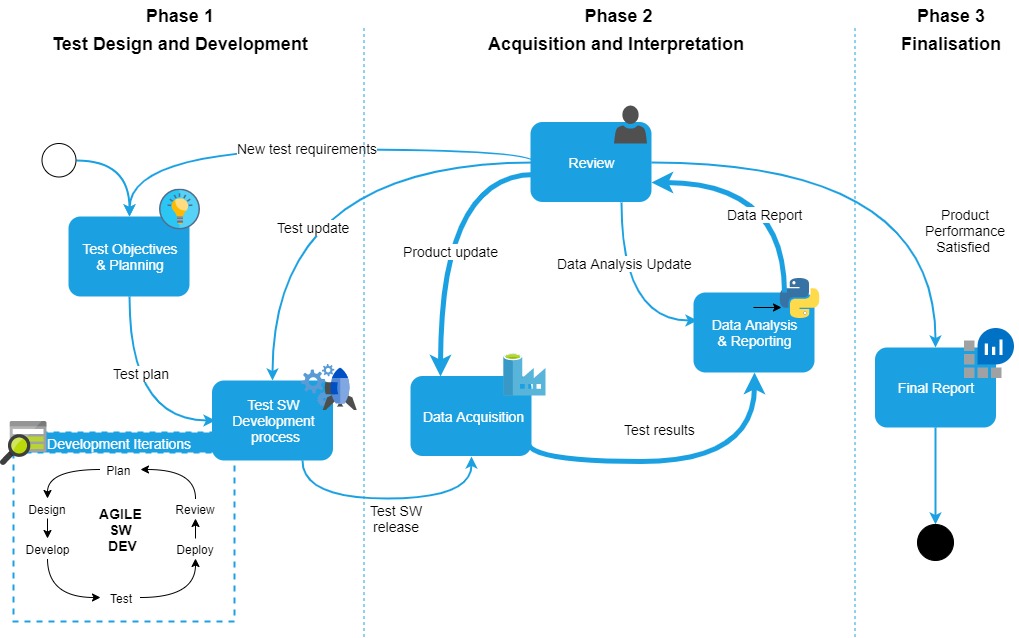 Phase 1
Test Design and Development
Phase 2
Acquisition and Interpretation
Phase 3
Finalisation
New test requirements
Review
Test Objectives
& Planning
Test update
Product update
Data Analysis Update
Data Report
Product
Performance
Satisfied
Data Analysis
& Reporting
Test plan
Test SW
Development
process
Data Acquisition
Final Report
Test results
Development Iterations
Test SW
release
Plan
Design
Develop
Test
Deploy
Review
AGILE
SW
DEV